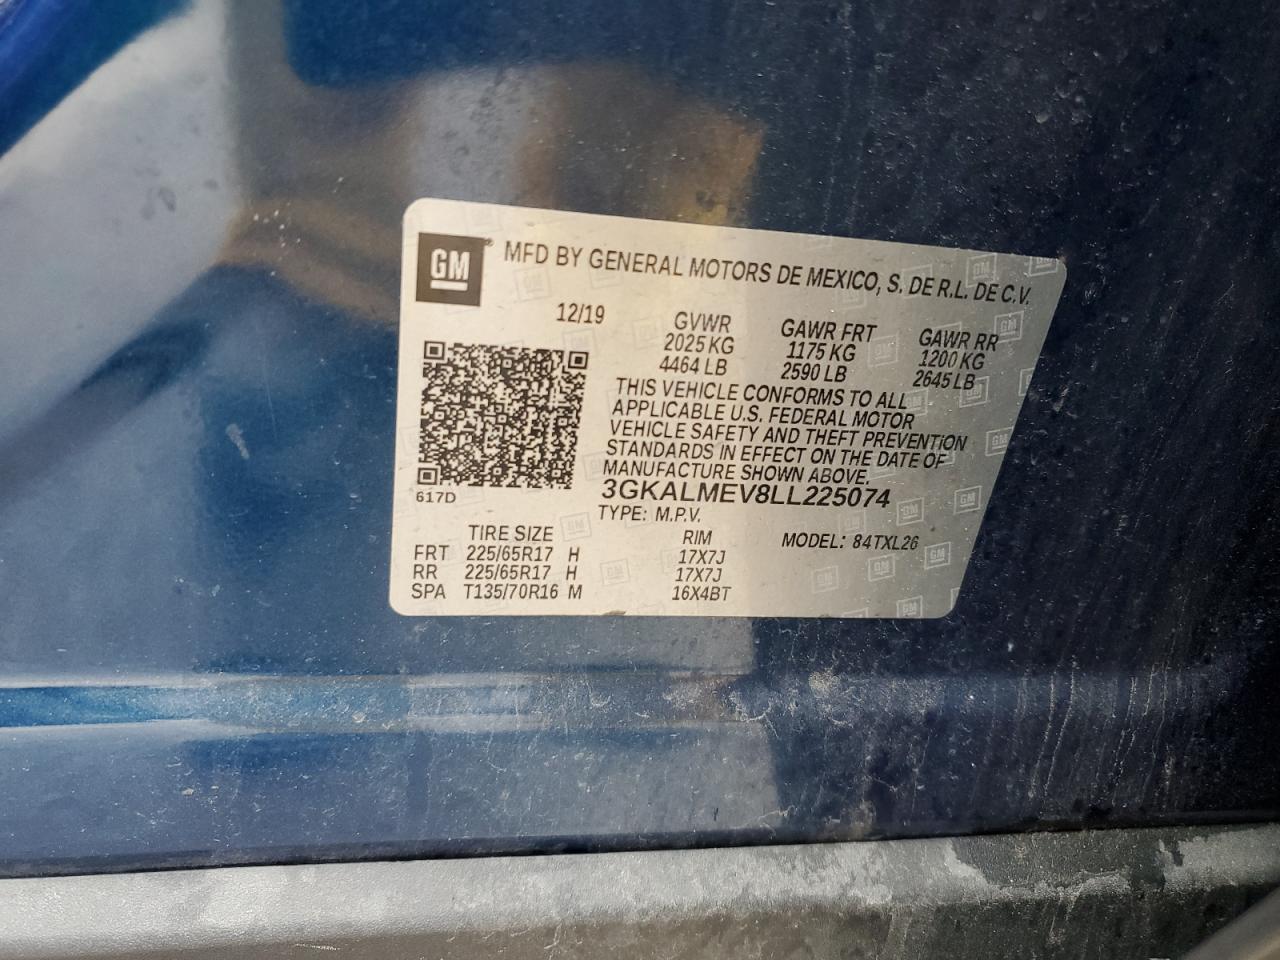 GM® MFD BY GENERAL MOTORS DE MEXICO, S. DE R.L. DE C.V.
12/19 GVWR GAWR FRT GAWR RR
2025 KG 1175 KG 1200 KG
4464 LB 2590 LB 2645 LB
THIS VEHICLE CONFORMS TO ALL
APPLICABLE U.S. FEDERAL MOTOR
VEHICLE SAFETY AND THEFT PREVENTION
STANDARDS IN EFFECT ON THE DATE OF
MANUFACTURE SHOWN ABOVE.
617D 3GKALMEV8LL225074
TYPE: M.P.V.
TIRE SIZE RIM MODEL: 84TXL26
FRT 225/65R17 H 17X7J
RR 225/65R17 H 17X7J
SPA T135/70R16 M 16X4BT